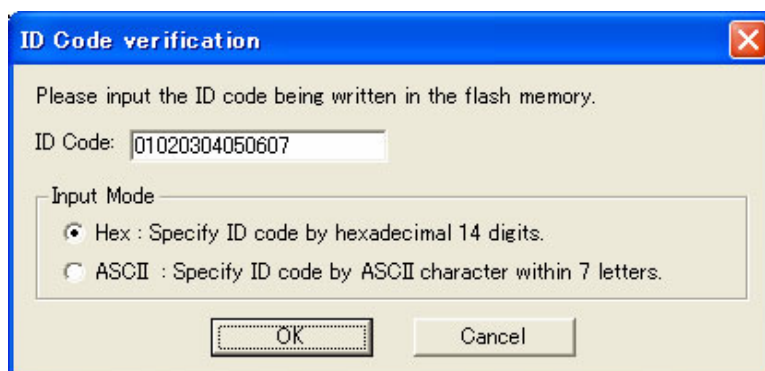 ID Code verification
Please input the ID code being written in the flash memory.
ID Code: 01020304050607
Input Mode
Hex : Specify ID code by hexadecimal 14 digits.
ASCII : Specify ID code by ASCII character within 7 letters.
OK Cancel